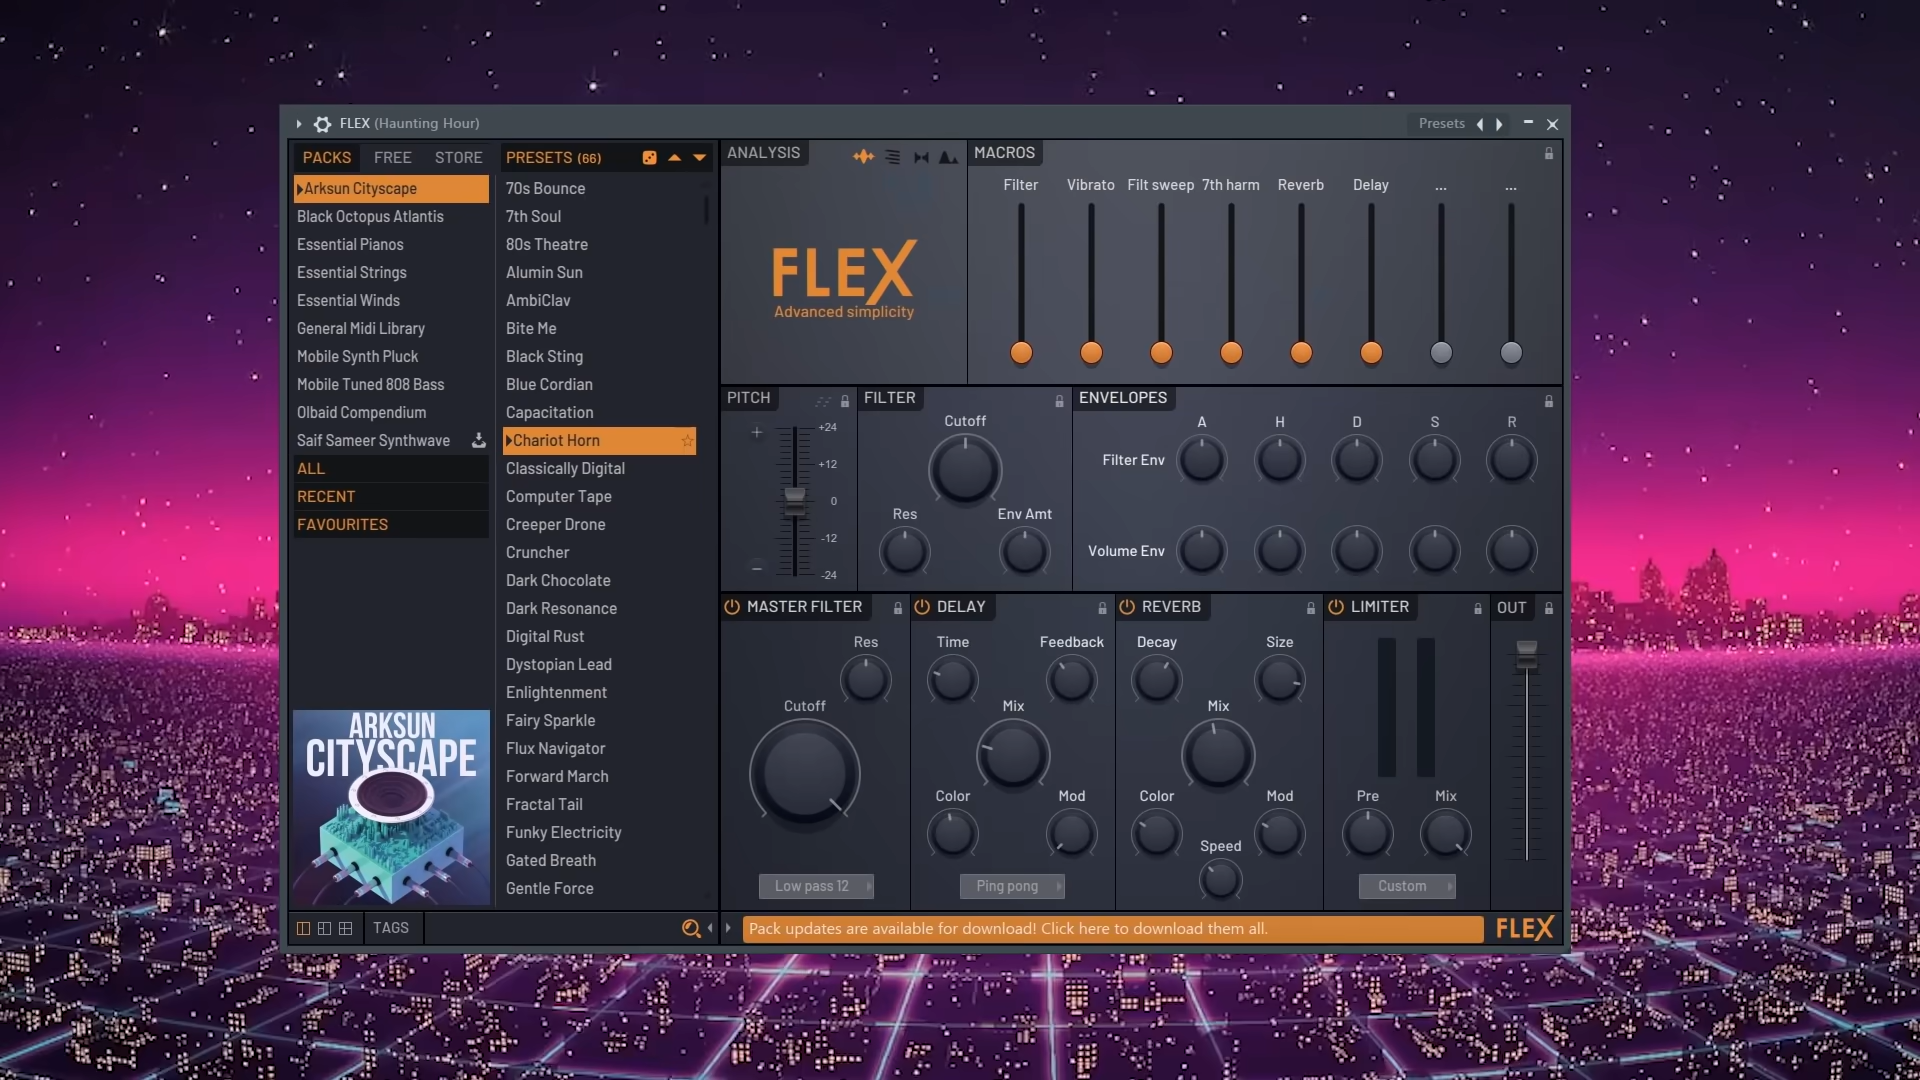 FLEX (Haunting Hour)
Presets
PACKS
FREE
STORE
Arksun Cityscape
Black Octopus Atlantis
Essential Pianos
Essential Strings
Essential Winds
General Midi Library
Mobile Synth Pluck
Mobile Tuned 808 Bass
Olbaid Compendium
Saif Sameer Synthwave
ALL
RECENT
FAVOURITES
ARKSUN
CITYSCAPE
TAGS
PRESETS (66)
70s Bounce
7th Soul
80s Theatre
Alumin Sun
AmbiClav
Bite Me
Black Sting
Blue Cordian
Capacitation
Chariot Horn
Classically Digital
Computer Tape
Creeper Drone
Cruncher
Dark Chocolate
Dark Resonance
Digital Rust
Dystopian Lead
Enlightenment
Fairy Sparkle
Flux Navigator
Forward March
Fractal Tail
Funky Electricity
Gated Breath
Gentle Force
ANALYSIS
FLEX
Advanced simplicity
MACROS
Filter
Vibrato
Filt sweep
7th harm
Reverb
Delay
...
...
PITCH
+24
+12
0
-12
-24
FILTER
Cutoff
Res
Env Amt
ENVELOPES
A
H
D
S
R
Filter Env
Volume Env
MASTER FILTER
Res
Cutoff
Low pass 12
DELAY
Time
Feedback
Mix
Color
Mod
Ping pong
REVERB
Decay
Size
Mix
Color
Mod
Speed
LIMITER
Pre
Mix
Custom
OUT
Pack updates are available for download! Click here to download them all.
FLEX